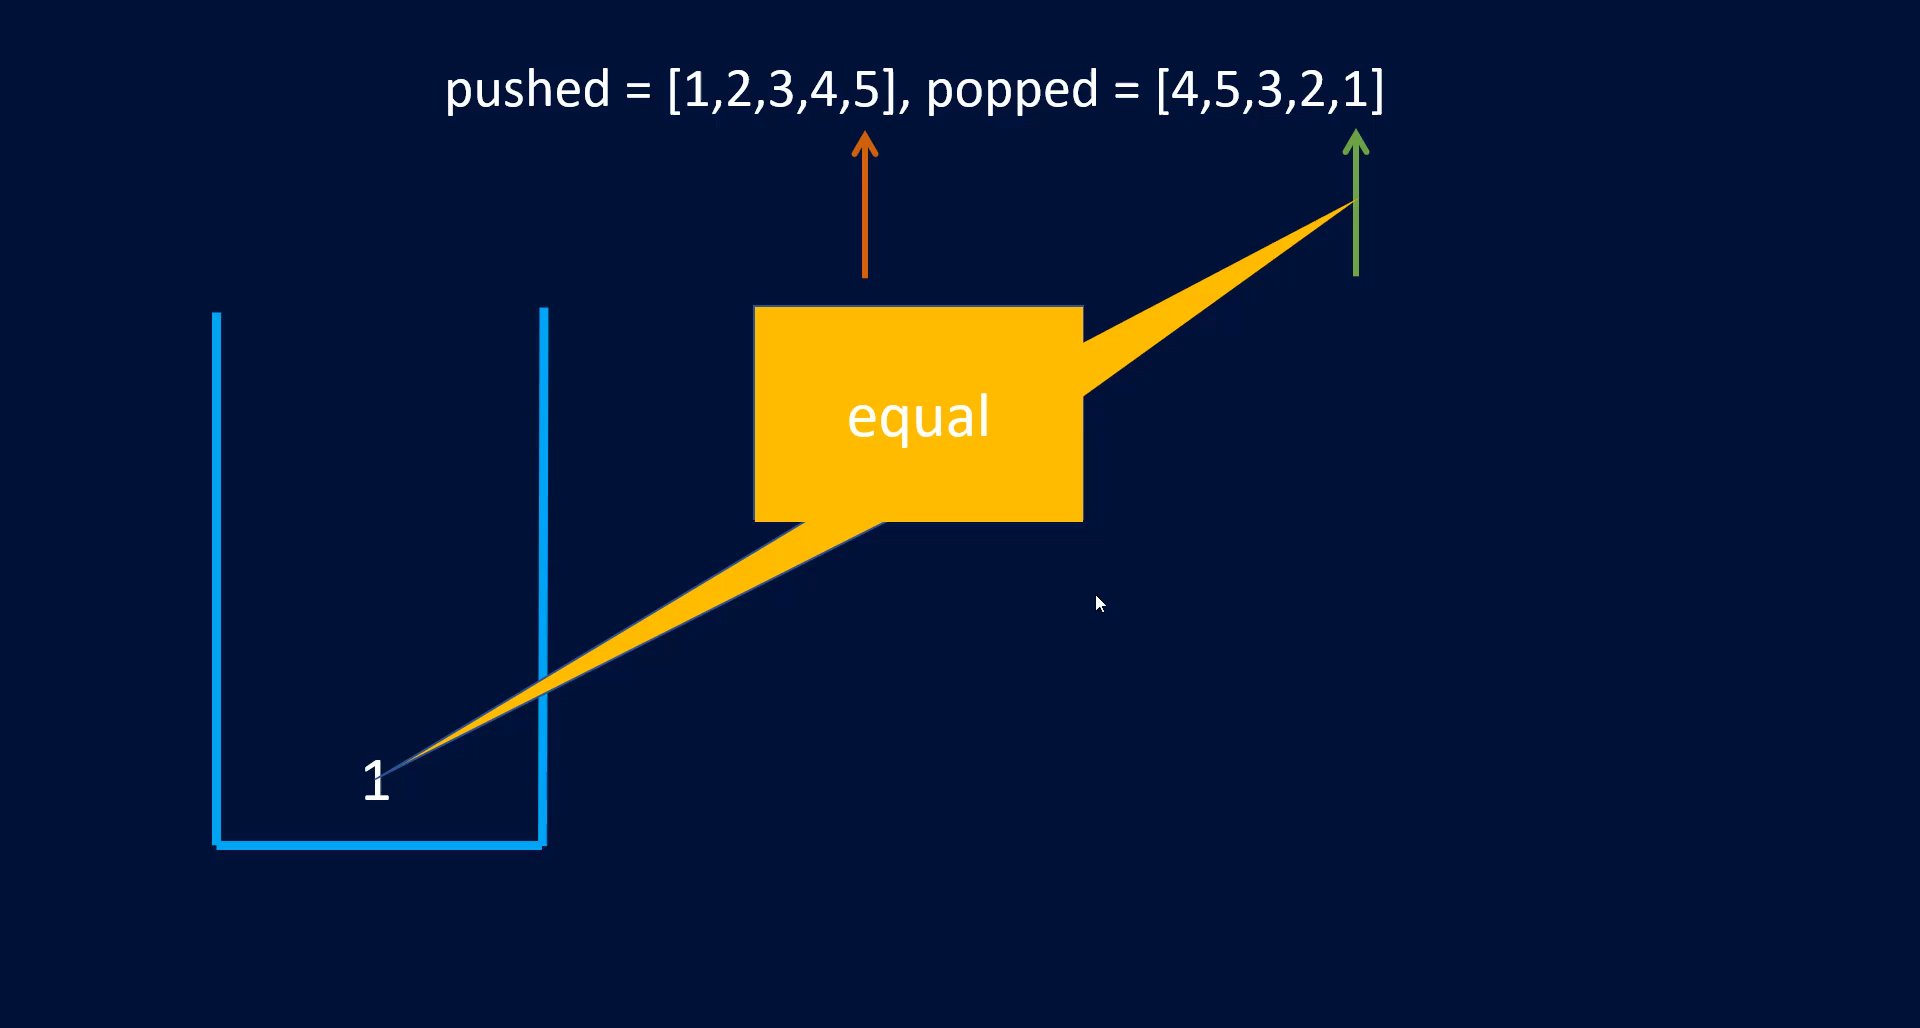 pushed = [1,2,3,4,5], popped = [4,5,3,2,1]
equal
1